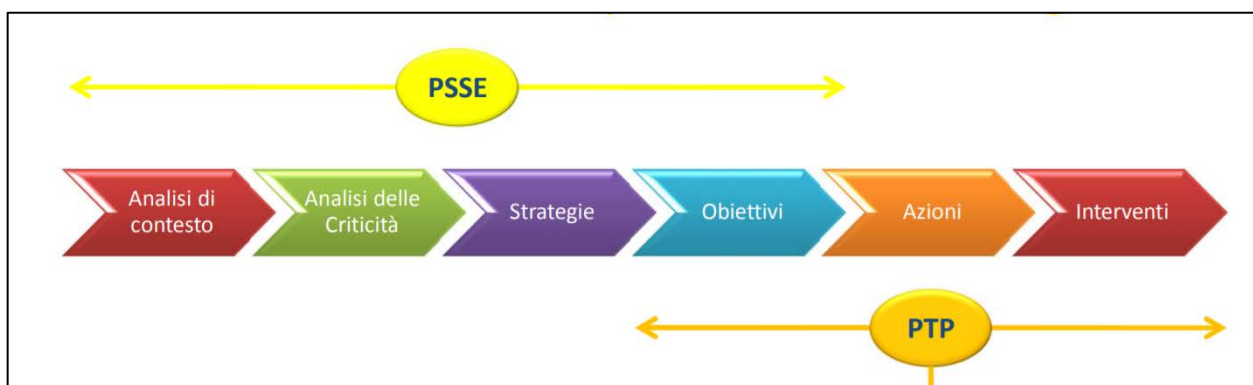 PSSE
Analisi di
contesto
Analisi delle
Criticità
Strategie
Obiettivi
Azioni
Interventi
PTP